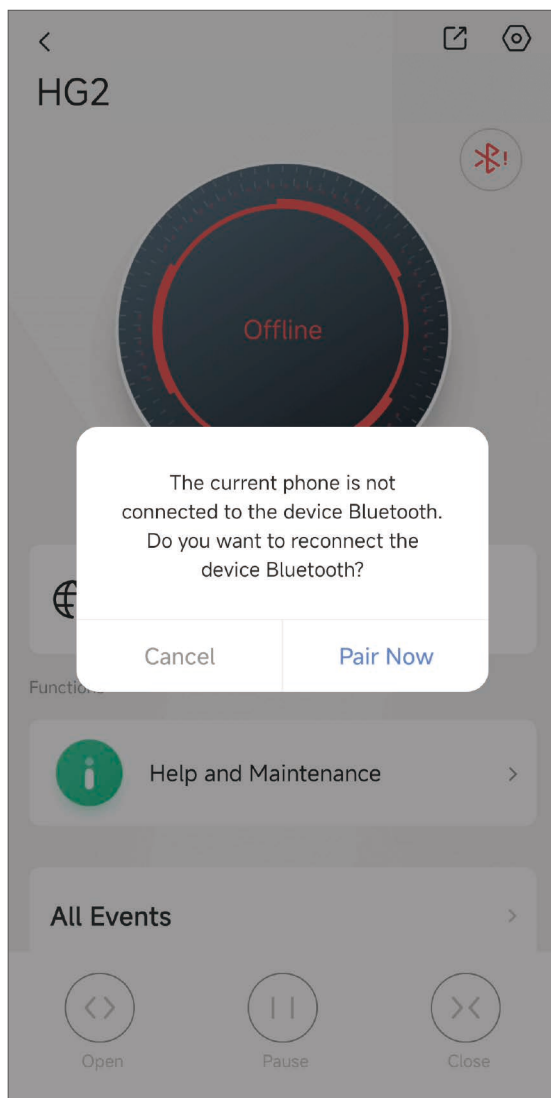 HG2
Offline
The current phone is not
connected to the device Bluetooth.
Do you want to reconnect the
device Bluetooth?
Cancel
Pair Now
Help and Maintenance
All Events
Open
Pause
Close